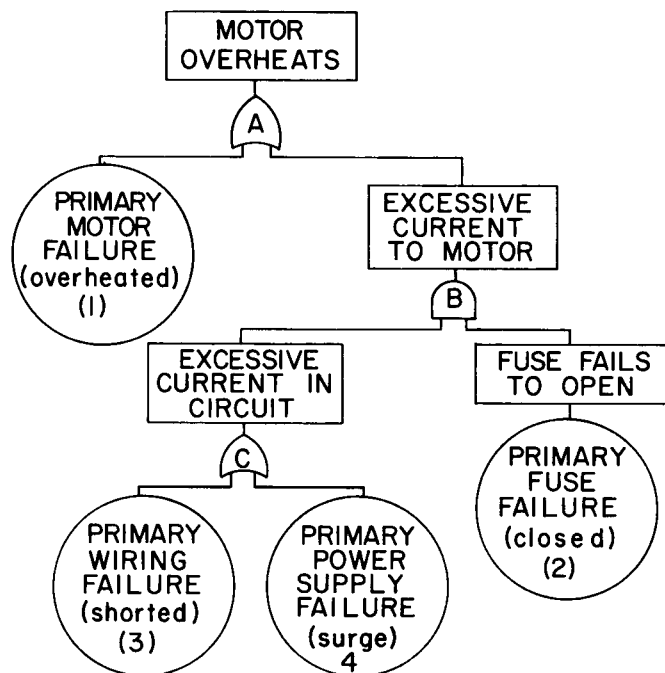 MOTOR
OVERHEATS
A
PRIMARY
MOTOR
FAILURE
(overheated)
(1)
EXCESSIVE
CURRENT
TO MOTOR
B
EXCESSIVE
CURRENT IN
CIRCUIT
FUSE FAILS
TO OPEN
C
PRIMARY
WIRING
FAILURE
(shorted)
(3)
PRIMARY
POWER
SUPPLY
FAILURE
(surge)
4
PRIMARY
FUSE
FAILURE
(closed)
(2)